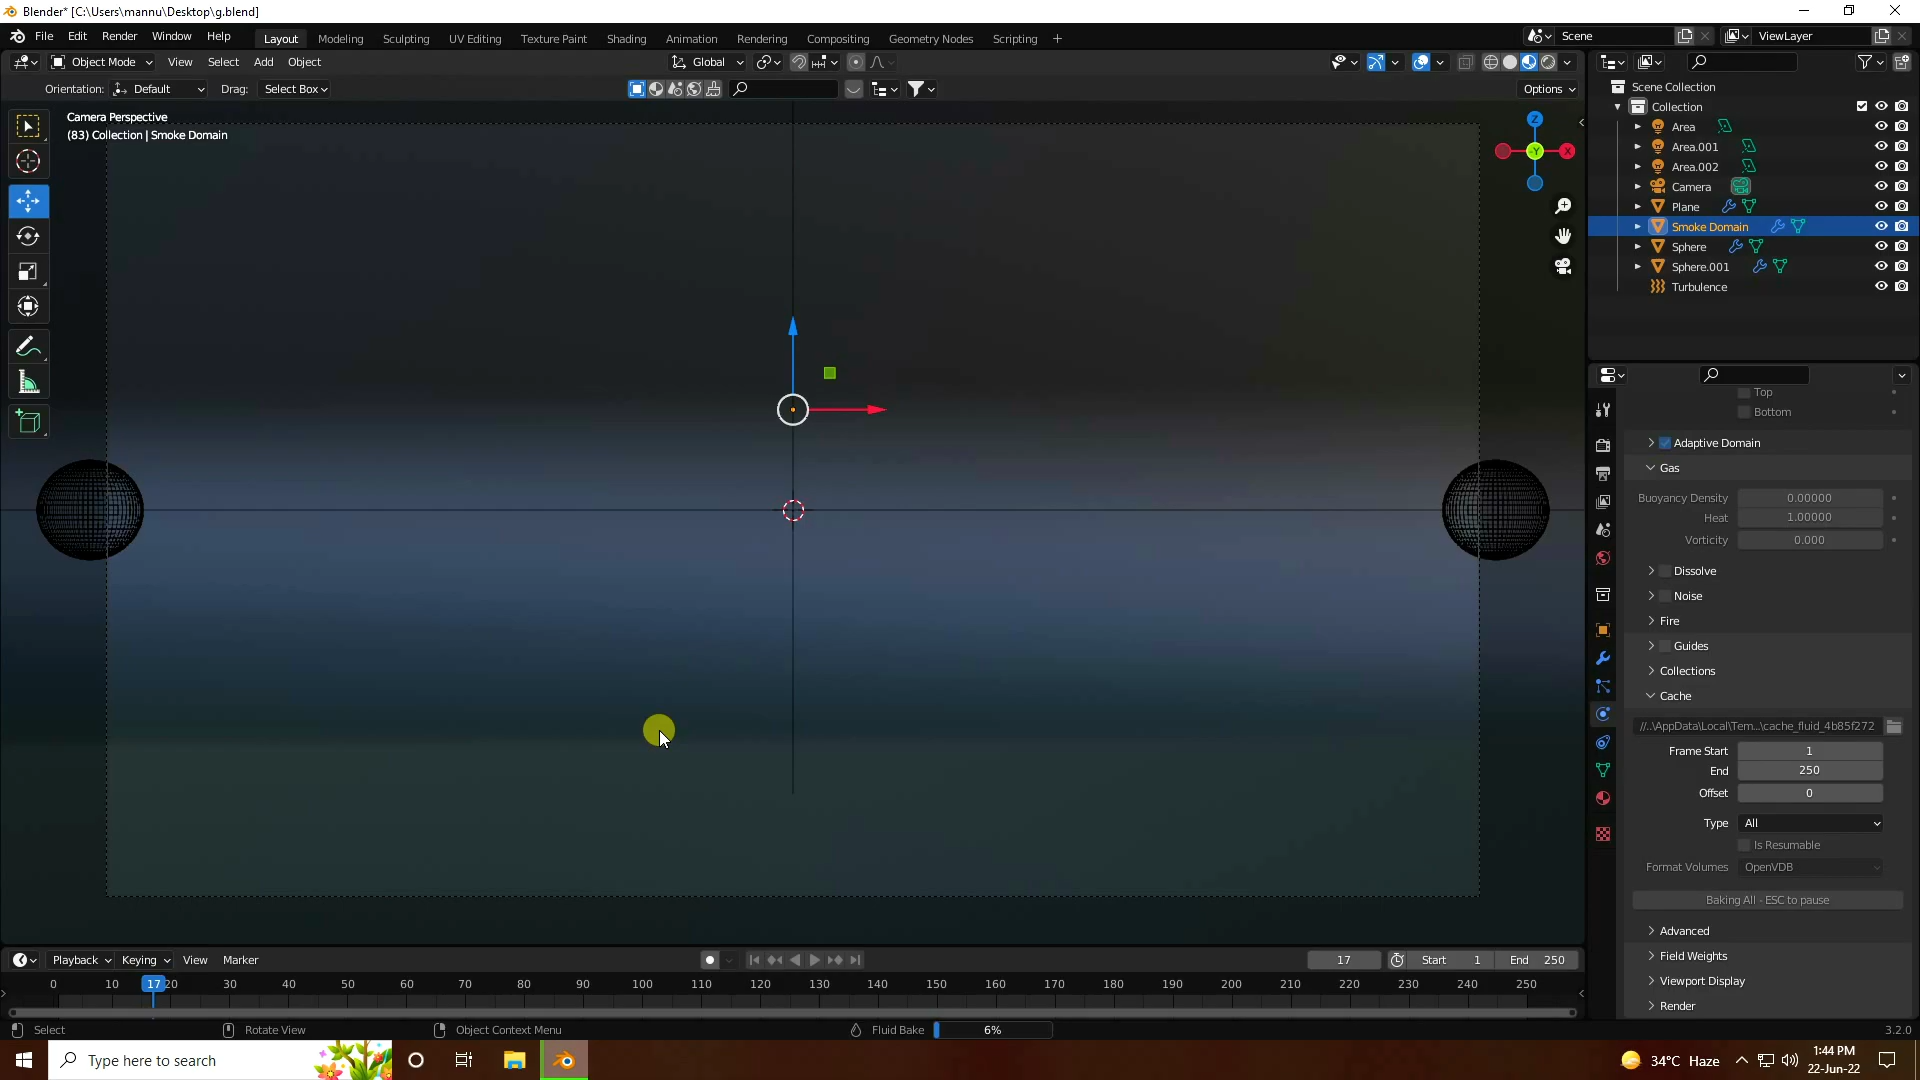 Blender* [C:\Users\mannu\Desktop\g.blend]
File Edit Render Window Help
Layout Modeling Sculpting UV Editing Texture Paint Shading Animation Rendering Compositing Geometry Nodes Scripting +
Scene
ViewLayer
Object Mode View Select Add Object
Global
Orientation: Default Drag: Select Box
Options
Camera Perspective
(83) Collection | Smoke Domain
Z
X
-Y
Scene Collection
Collection
Area
Area.001
Area.002
Camera
Plane
Smoke Domain
Sphere
Sphere.001
Turbulence
Top
Bottom
Adaptive Domain
Gas
Buoyancy Density 0.00000
Heat 1.00000
Vorticity 0.000
Dissolve
Noise
Fire
Guides
Collections
Cache
//..\AppData\Local\Tem...\cache_fluid_4b85f272
Frame Start 1
End 250
Offset 0
Type All
Is Resumable
Format Volumes OpenVDB
Baking All - ESC to pause
Advanced
Field Weights
Viewport Display
Render
Playback Keying View Marker
17 Start 1 End 250
0 10 17 20 30 40 50 60 70 80 90 100 110 120 130 140 150 160 170 180 190 200 210 220 230 240 250
Select Rotate View Object Context Menu Fluid Bake 6% 3.2.0
Type here to search
34°C Haze
1:44 PM
22-Jun-22